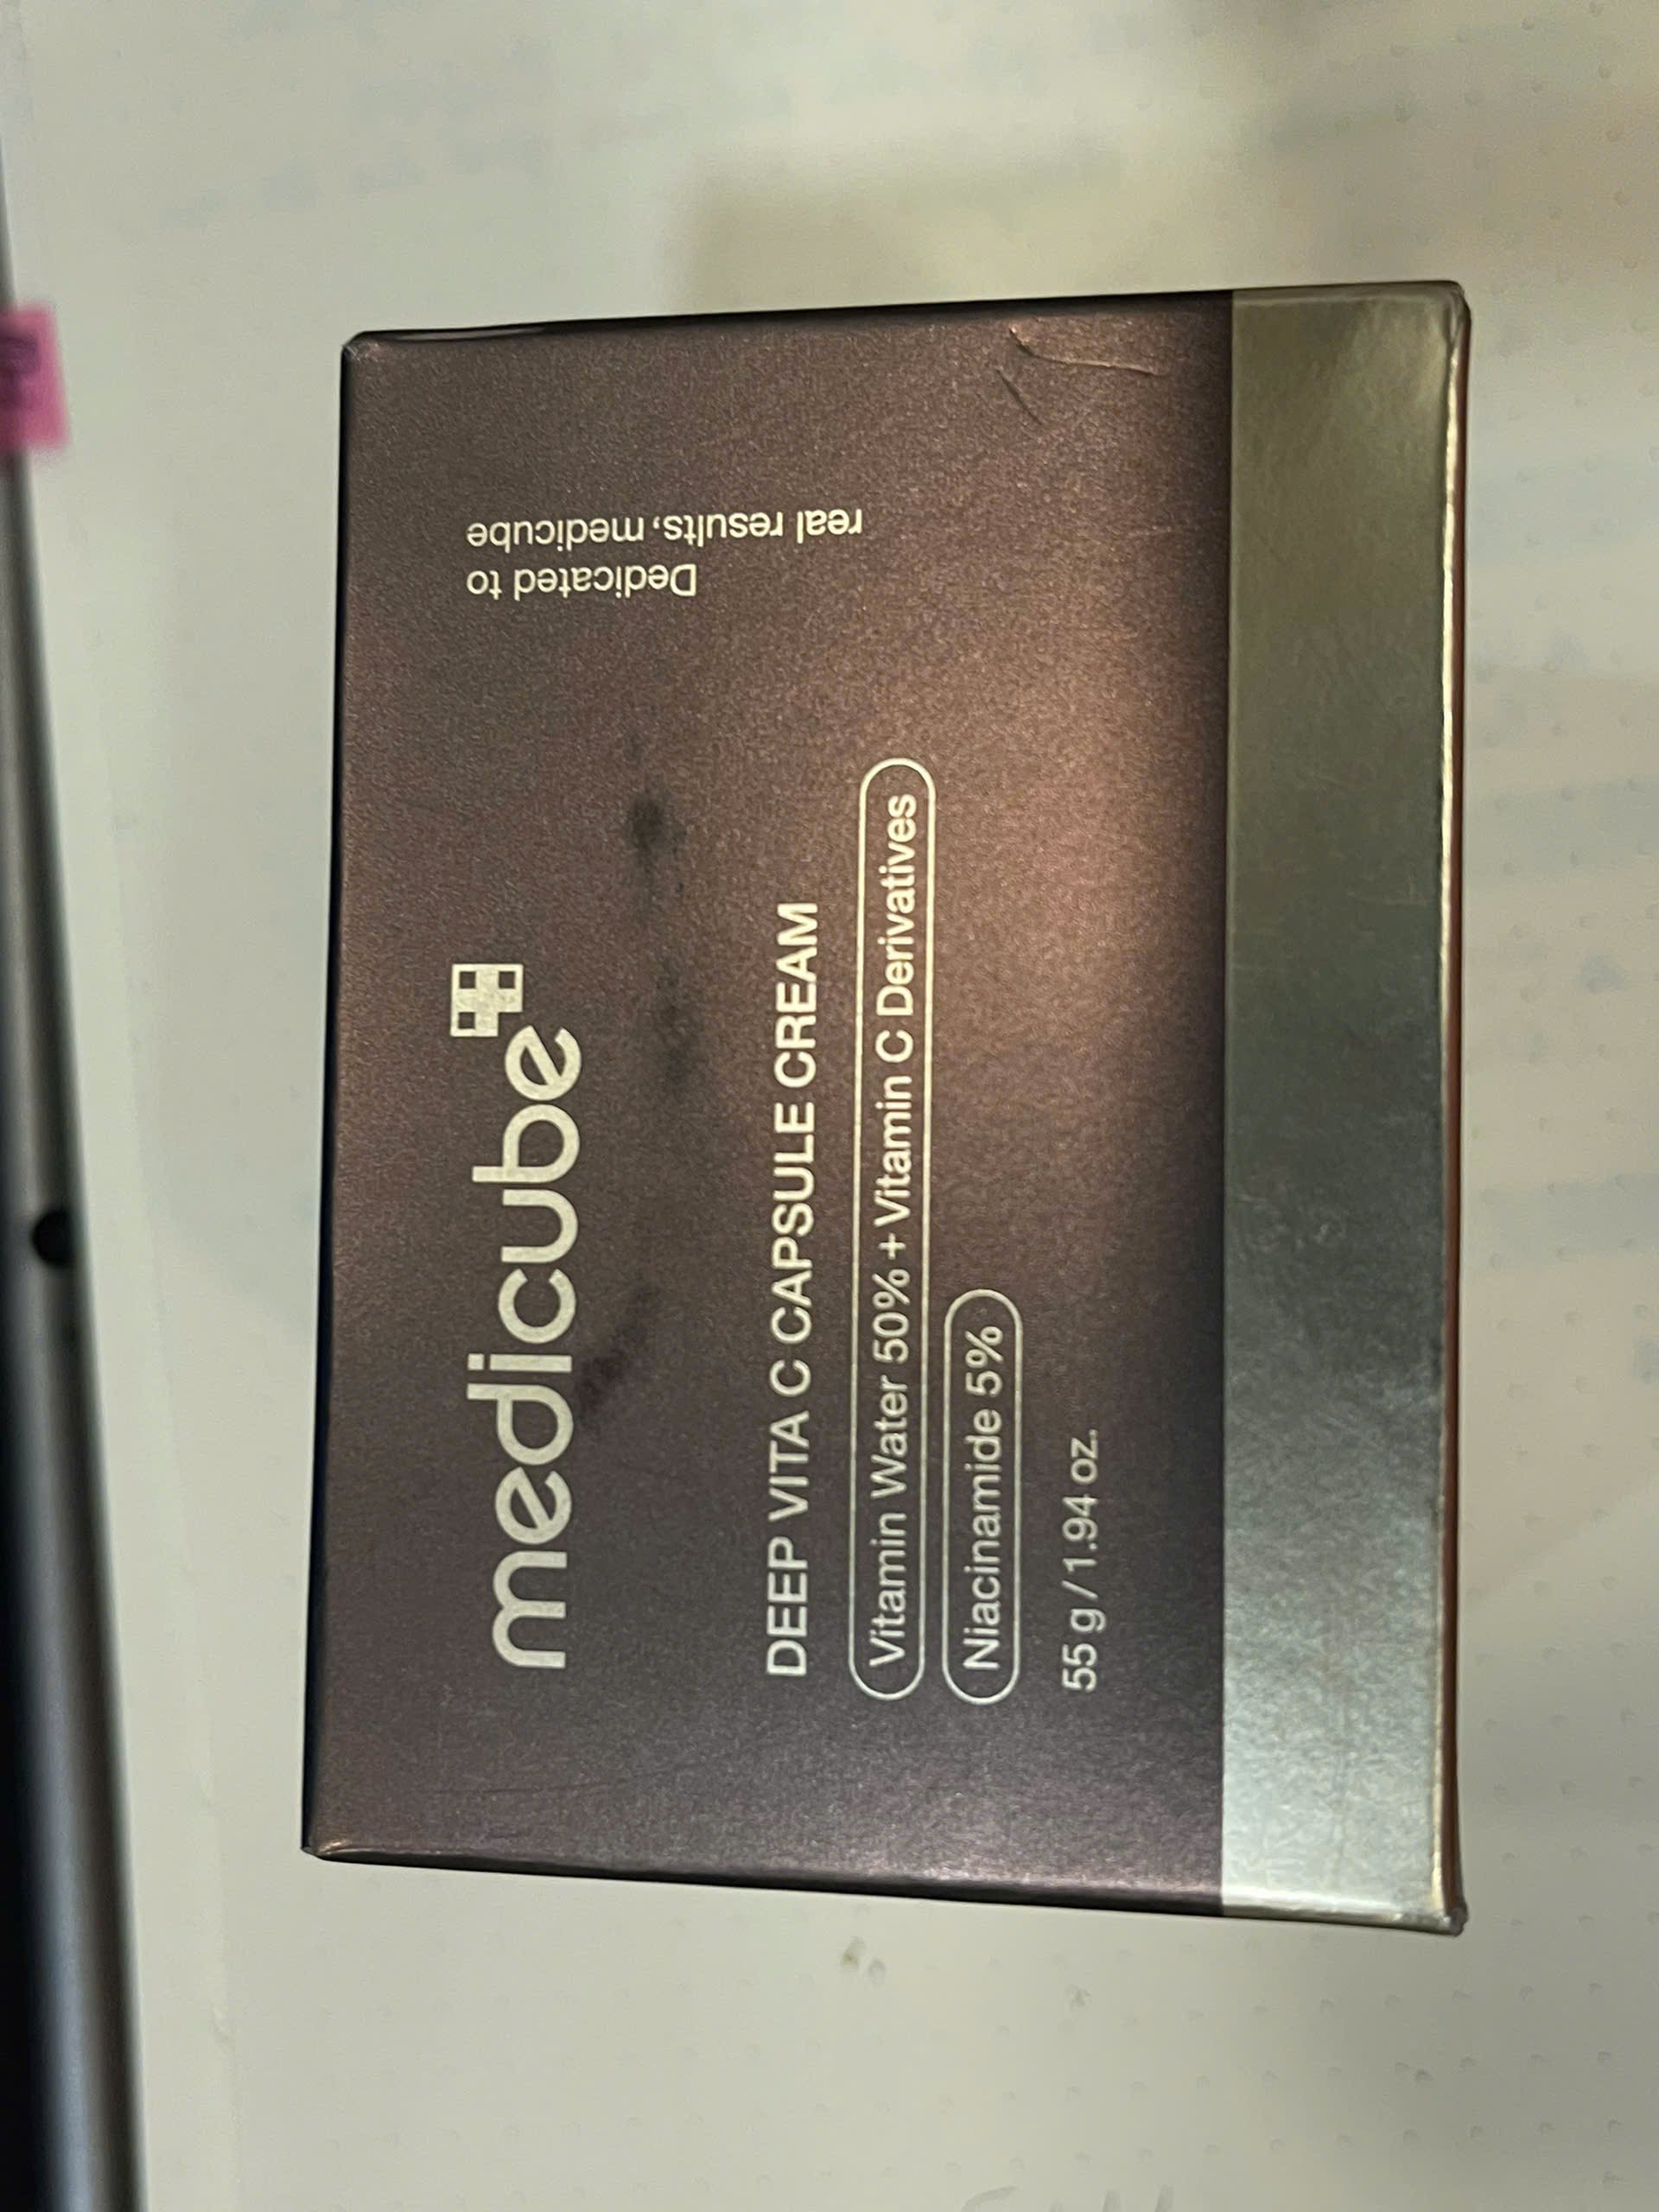 medicube
DEEP VITA C CAPSULE CREAM
Vitamin Water 50% + Vitamin C Derivatives
Niacinamide 5%
55 g / 1.94 oz.
Dedicated to
real results, medicube